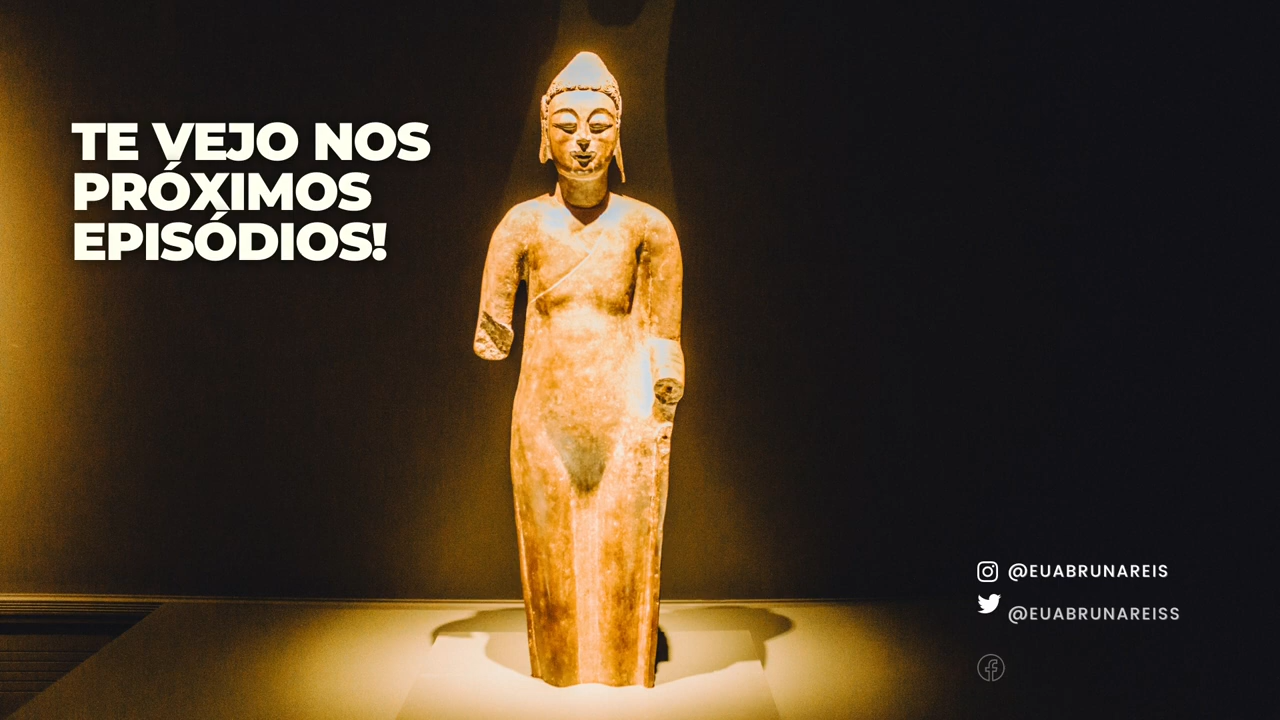 TE VEJO NOS
PRÓXIMOS
EPISÓDIOS!
@EUABRUNAREIS
@EUABRUNAREISS